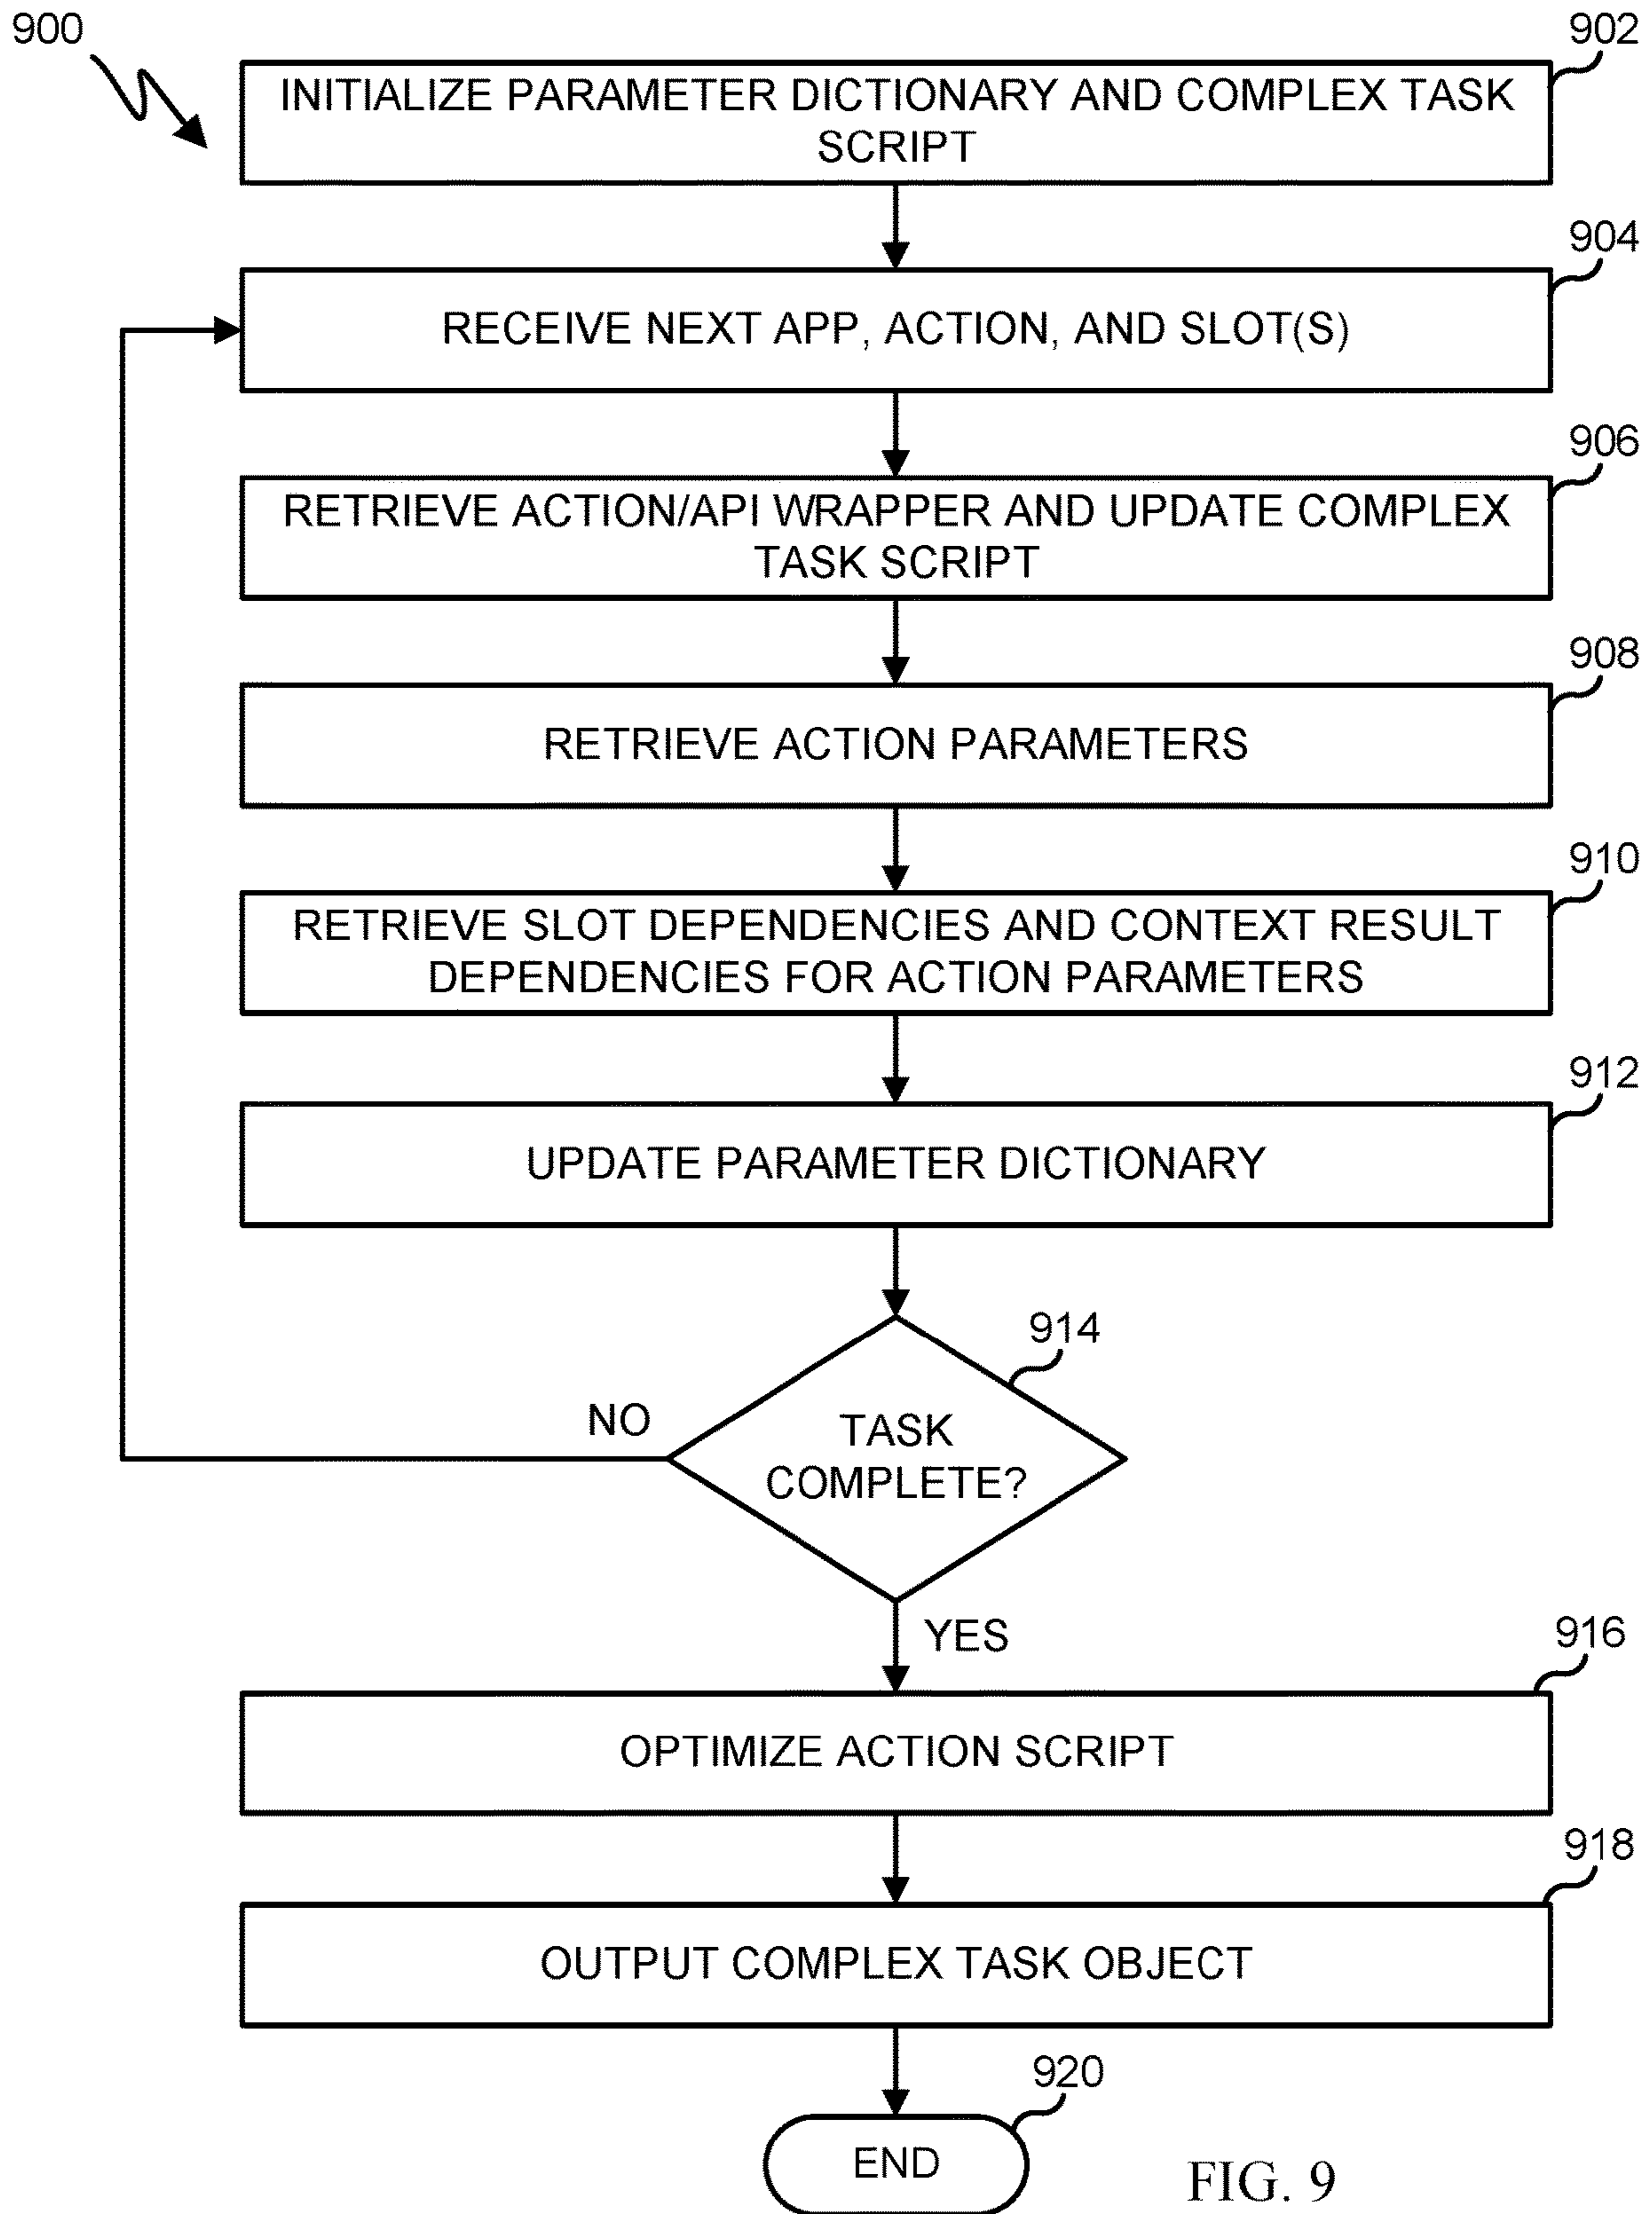 900
902
INITIALIZE PARAMETER DICTIONARY AND COMPLEX TASK
SCRIPT
904
RECEIVE NEXT APP, ACTION, AND SLOT(S)
906
RETRIEVE ACTION/API WRAPPER AND UPDATE COMPLEX
TASK SCRIPT
908
RETRIEVE ACTION PARAMETERS
910
RETRIEVE SLOT DEPENDENCIES AND CONTEXT RESULT
DEPENDENCIES FOR ACTION PARAMETERS
912
UPDATE PARAMETER DICTIONARY
914
NO
TASK
COMPLETE?
YES
916
OPTIMIZE ACTION SCRIPT
918
OUTPUT COMPLEX TASK OBJECT
920
END
FIG. 9